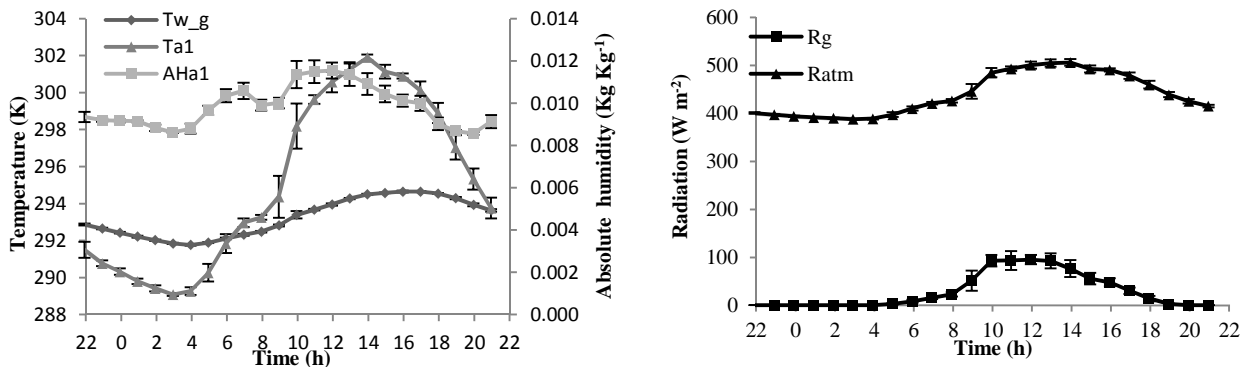 Tw_g
Ta1
AHa1
304
302
300
298
296
294
292
290
288
Temperature (K)
0.014
0.012
0.010
0.008
0.006
0.004
0.002
0.000
Absolute humidity (Kg Kg⁻¹)
22 0 2 4 6 8 10 12 14 16 18 20 22
Time (h)
Rg
Ratm
600
500
400
300
200
100
0
Radiation (W m⁻²)
22 0 2 4 6 8 10 12 14 16 18 20 22
Time (h)